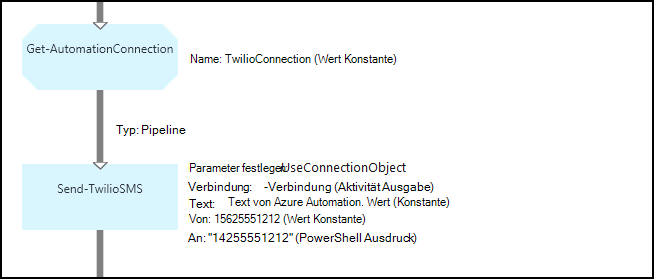 Get-AutomationConnection
Name: TwilioConnection (Wert Konstante)
Typ: Pipeline
Send-TwilioSMS
Parameter festlegen: UseConnectionObject
Verbindung: -Verbindung (Aktivität Ausgabe)
Text: Text von Azure Automation. Wert (Konstante)
Von: 15625551212 (Wert Konstante)
An: "14255551212" (PowerShell Ausdruck)